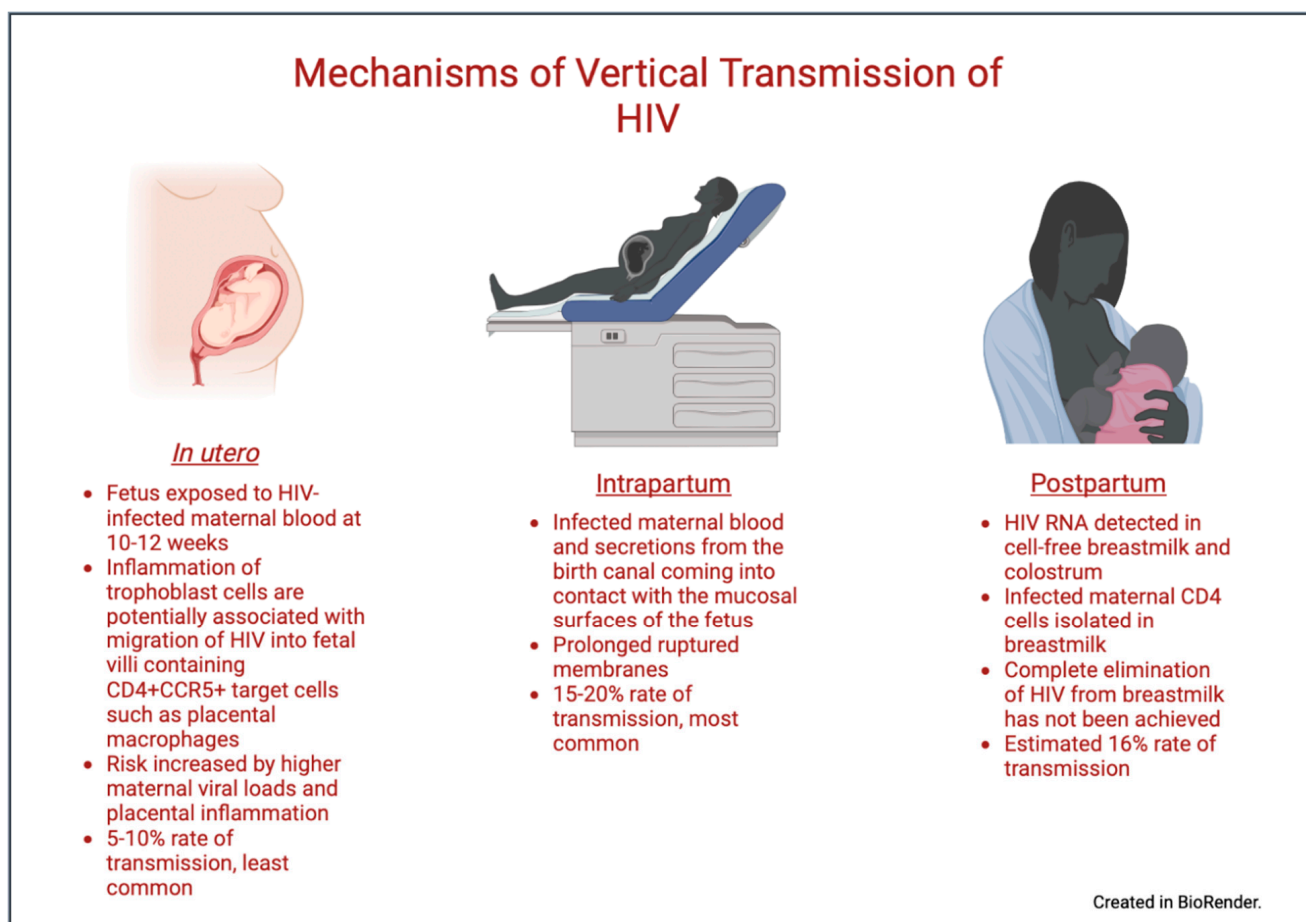 Mechanisms of Vertical Transmission of
HIV
In utero
• Fetus exposed to HIV-
infected maternal blood at
10-12 weeks
• Inflammation of
trophoblast cells are
potentially associated with
migration of HIV into fetal
villi containing
CD4+CCR5+ target cells
such as placental
macrophages
• Risk increased by higher
maternal viral loads and
placental inflammation
• 5-10% rate of
transmission, least
common
Intrapartum
• Infected maternal blood
and secretions from the
birth canal coming into
contact with the mucosal
surfaces of the fetus
• Prolonged ruptured
membranes
• 15-20% rate of
transmission, most
common
Postpartum
• HIV RNA detected in
cell-free breastmilk and
colostrum
• Infected maternal CD4
cells isolated in
breastmilk
• Complete elimination
of HIV from breastmilk
has not been achieved
• Estimated 16% rate of
transmission
Created in BioRender.